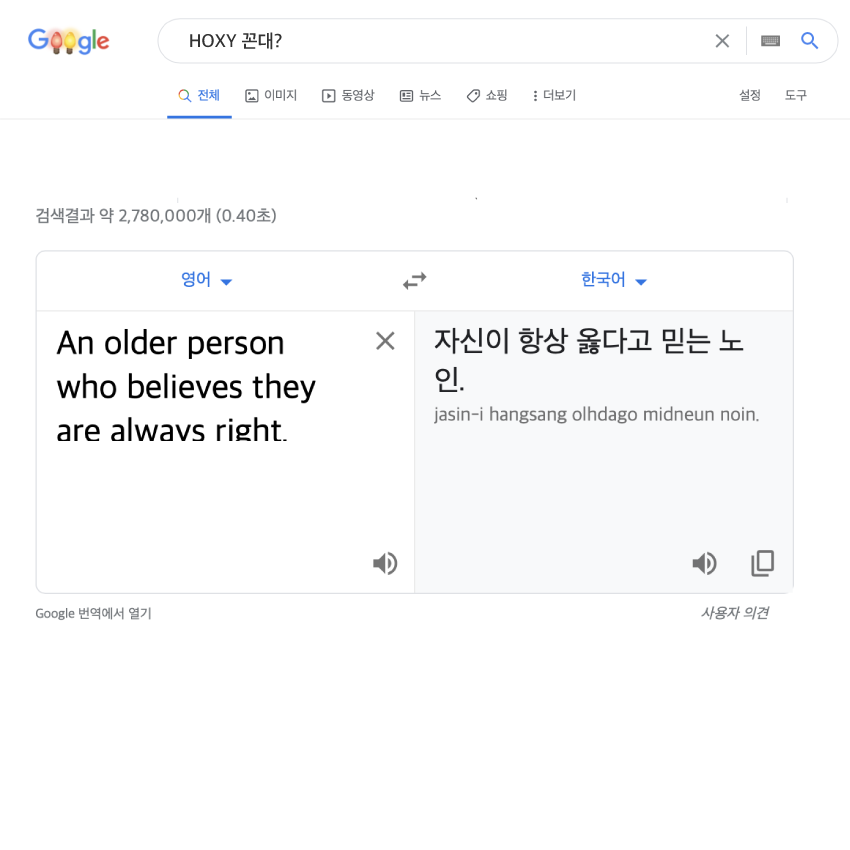 Google
HOXY 꼰대?
전체 이미지 동영상 뉴스 쇼핑 더보기 설정 도구
검색결과 약 2,780,000개 (0.40초)
영어 한국어
An older person
who believes they
are always right.
자신이 항상 옳다고 믿는 노
인.
jasin-i hangsang olhdago midneun noin.
Google 번역에서 열기 사용자 의견